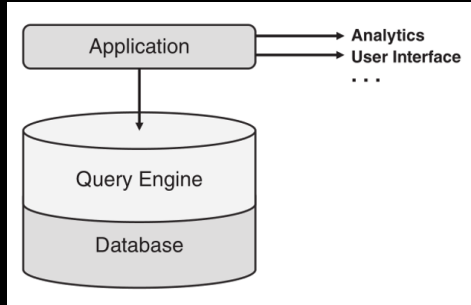 Application
Analytics
User Interface
. . .
Query Engine
Database